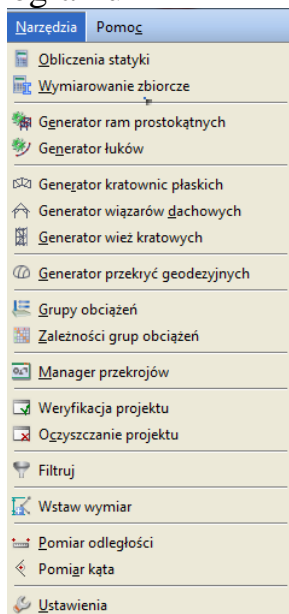 Narzędzia Pomoc
Obliczenia statyki
Wymiarowanie zbiorcze
Generator ram prostokątnych
Generator łuków
Generator kratownic płaskich
Generator wiązarów dachowych
Generator wież kratowych
Generator przekryć geodezyjnych
Grupy obciążeń
Zależności grup obciążeń
Manager przekrojów
Weryfikacja projektu
Oczyszczanie projektu
Filtruj
Wstaw wymiar
Pomiar odległości
Pomiar kąta
Ustawienia